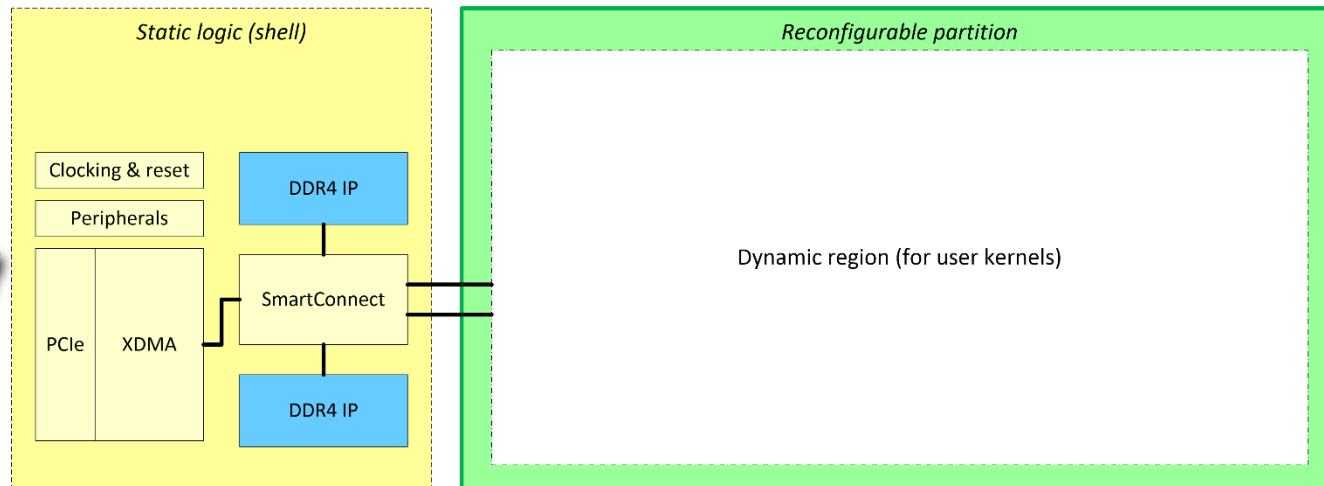 Static logic (shell)
Reconfigurable partition
Clocking & reset
Peripherals
PCIe
XDMA
DDR4 IP
SmartConnect
DDR4 IP
Dynamic region (for user kernels)